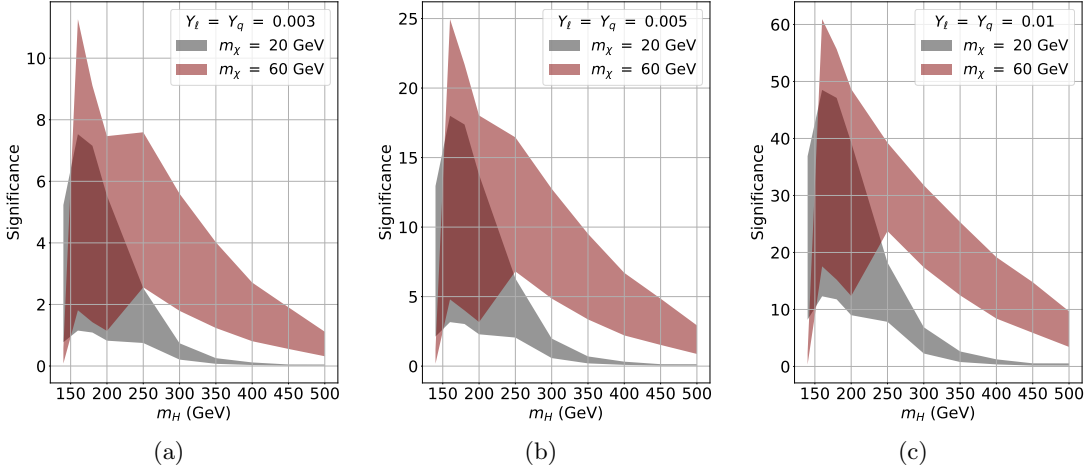 Y_ℓ = Y_q = 0.003
m_χ = 20 GeV
m_χ = 60 GeV
Significance
10
8
6
4
2
0
150 200 250 300 350 400 450 500
m_H (GeV)
(a)
Y_ℓ = Y_q = 0.005
m_χ = 20 GeV
m_χ = 60 GeV
Significance
25
20
15
10
5
0
150 200 250 300 350 400 450 500
m_H (GeV)
(b)
Y_ℓ = Y_q = 0.01
m_χ = 20 GeV
m_χ = 60 GeV
Significance
60
50
40
30
20
10
0
150 200 250 300 350 400 450 500
m_H (GeV)
(c)